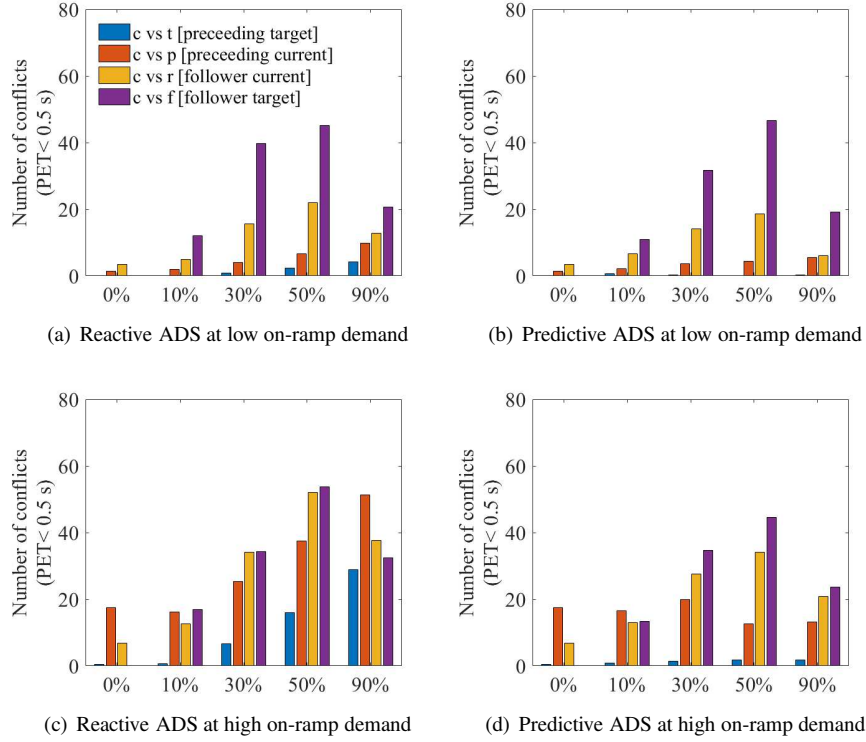 80
60
40
20
0
Number of conflicts
(PET< 0.5 s)
c vs t [preceeding target]
c vs p [preceeding current]
c vs r [follower current]
c vs f [follower target]
0% 10% 30% 50% 90%
(a) Reactive ADS at low on-ramp demand
80
60
40
20
0
Number of conflicts
(PET< 0.5 s)
0% 10% 30% 50% 90%
(b) Predictive ADS at low on-ramp demand
80
60
40
20
0
Number of conflicts
(PET< 0.5 s)
0% 10% 30% 50% 90%
(c) Reactive ADS at high on-ramp demand
80
60
40
20
0
Number of conflicts
(PET< 0.5 s)
0% 10% 30% 50% 90%
(d) Predictive ADS at high on-ramp demand